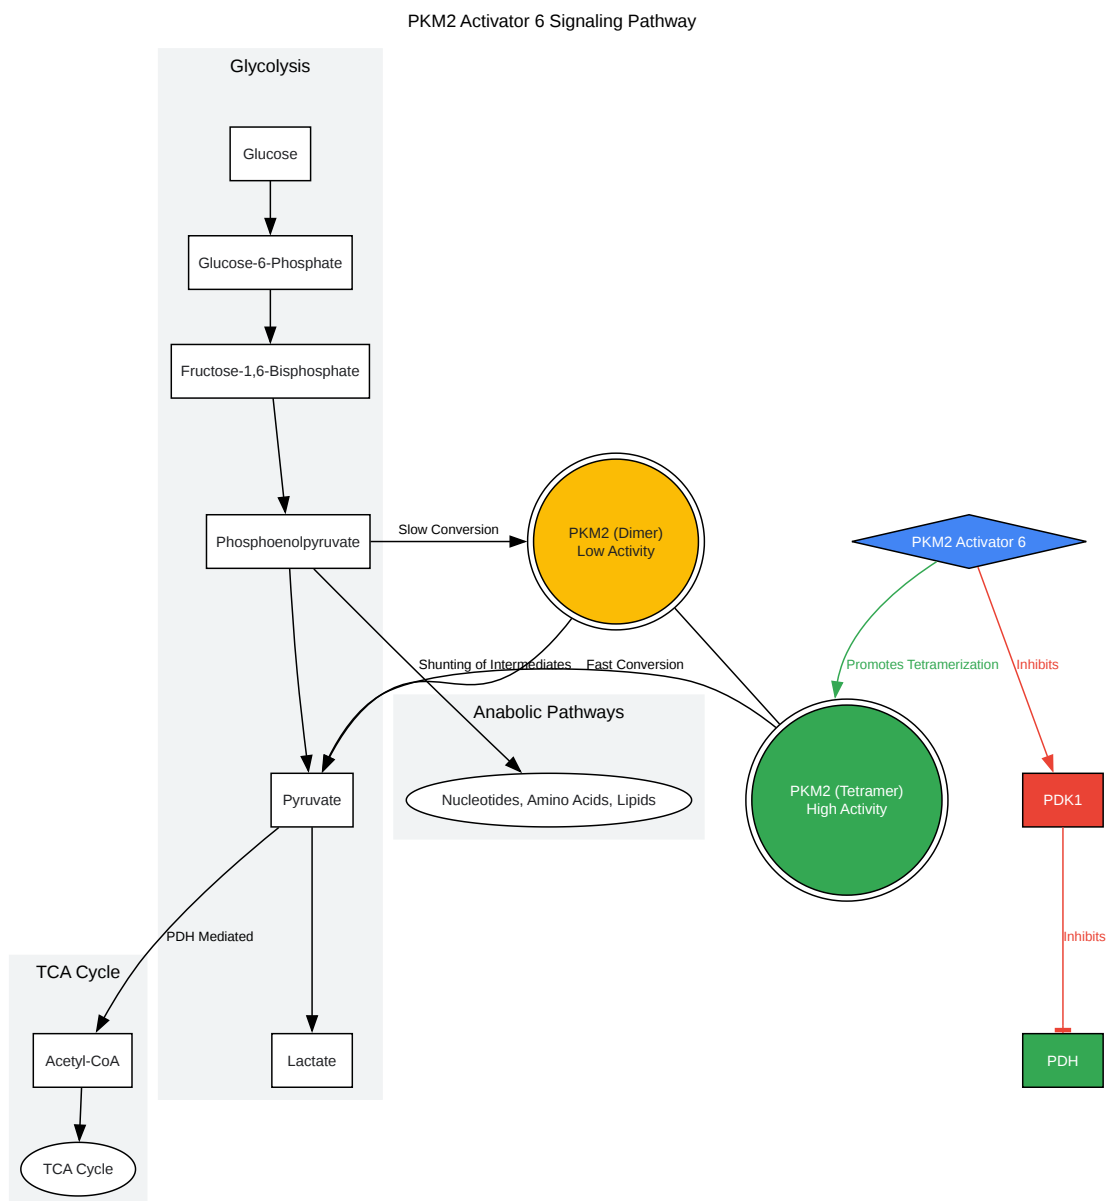 PKM2 Activator 6 Signaling Pathway
Glycolysis
Glucose
Glucose-6-Phosphate
Fructose-1,6-Bisphosphate
Phosphoenolpyruvate
Slow Conversion
PKM2 (Dimer)
Low Activity
PKM2 Activator 6
Shunting of Intermediates
Fast Conversion
Promotes Tetramerization
Inhibits
Anabolic Pathways
Pyruvate
Nucleotides, Amino Acids, Lipids
PKM2 (Tetramer)
High Activity
PDK1
PDH Mediated
Inhibits
TCA Cycle
Acetyl-CoA
Lactate
PDH
TCA Cycle